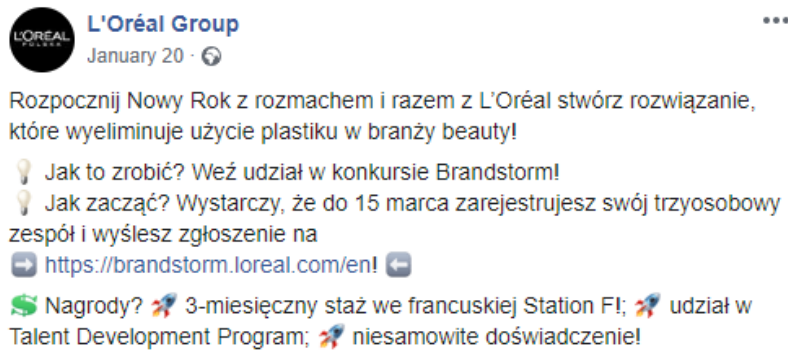 L'ORÉAL
POLSKA
L'Oréal Group
January 20 ·
Rozpocznij Nowy Rok z rozmachem i razem z L'Oréal stwórz rozwiązanie,
które wyeliminuje użycie plastiku w branży beauty!
💡 Jak to zrobić? Weź udział w konkursie Brandstorm!
💡 Jak zacząć? Wystarczy, że do 15 marca zarejestrujesz swój trzyosobowy
zespół i wyślesz zgłoszenie na
➡️ https://brandstorm.loreal.com/en! ⬅️
💲 Nagrody? 🚀 3-miesięczny staż we francuskiej Station F!; 🚀 udział w
Talent Development Program; 🚀 niesamowite doświadczenie!